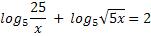 log₅ 25/x + log₅ √5x = 2